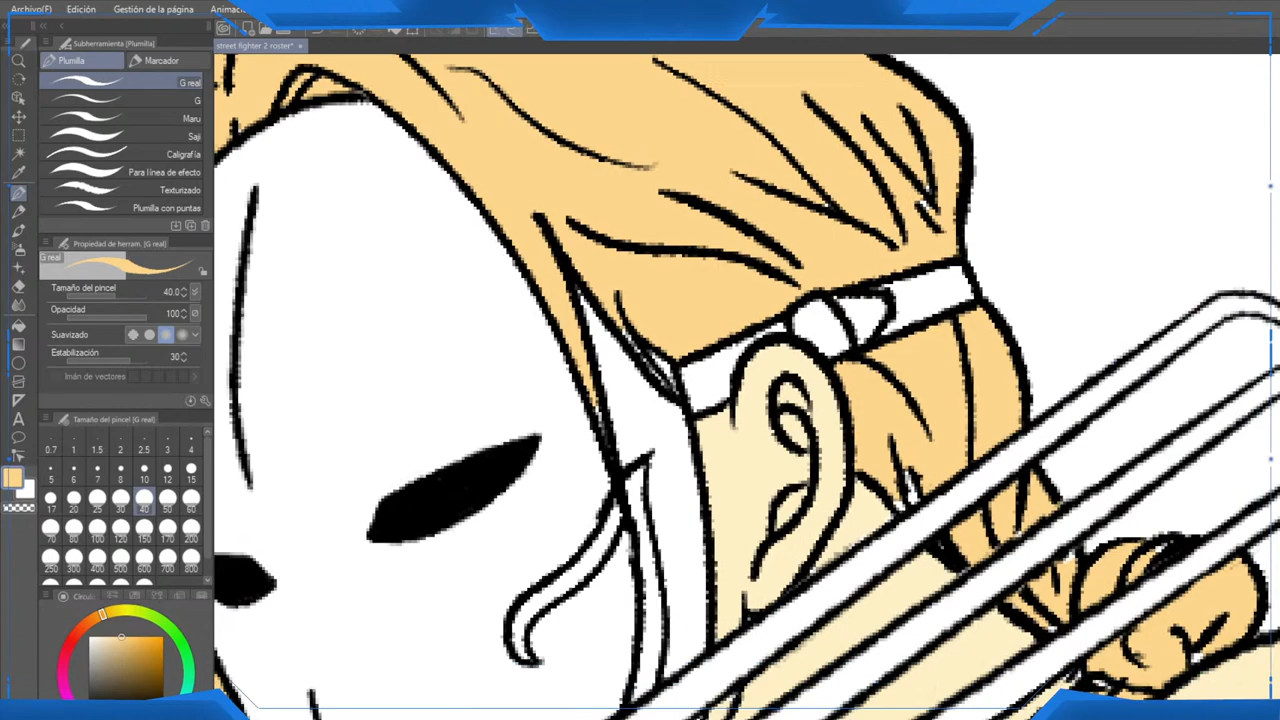 Archivo(F) Edición Gestión de la página Animació
Subherramienta [Plumilla]
Plumilla Marcador
G real
G
Maru
Saji
Caligrafía
Para línea de efecto
Texturizado
Plumilla con puntas
Propiedad de herram. [G real]
G real
Tamaño del pincel 40.0
Opacidad 100
Suavizado
Estabilización 30
Imán de vectores
Tamaño del pincel [G real]
0.7 1 1.5 2 2.5 3 4
5 6 7 8 10 12 15
17 20 25 30 40 50 60
70 80 100 120 150 170 200
250 300 400 500 600 700 800
Círculo
street fighter 2 roster*